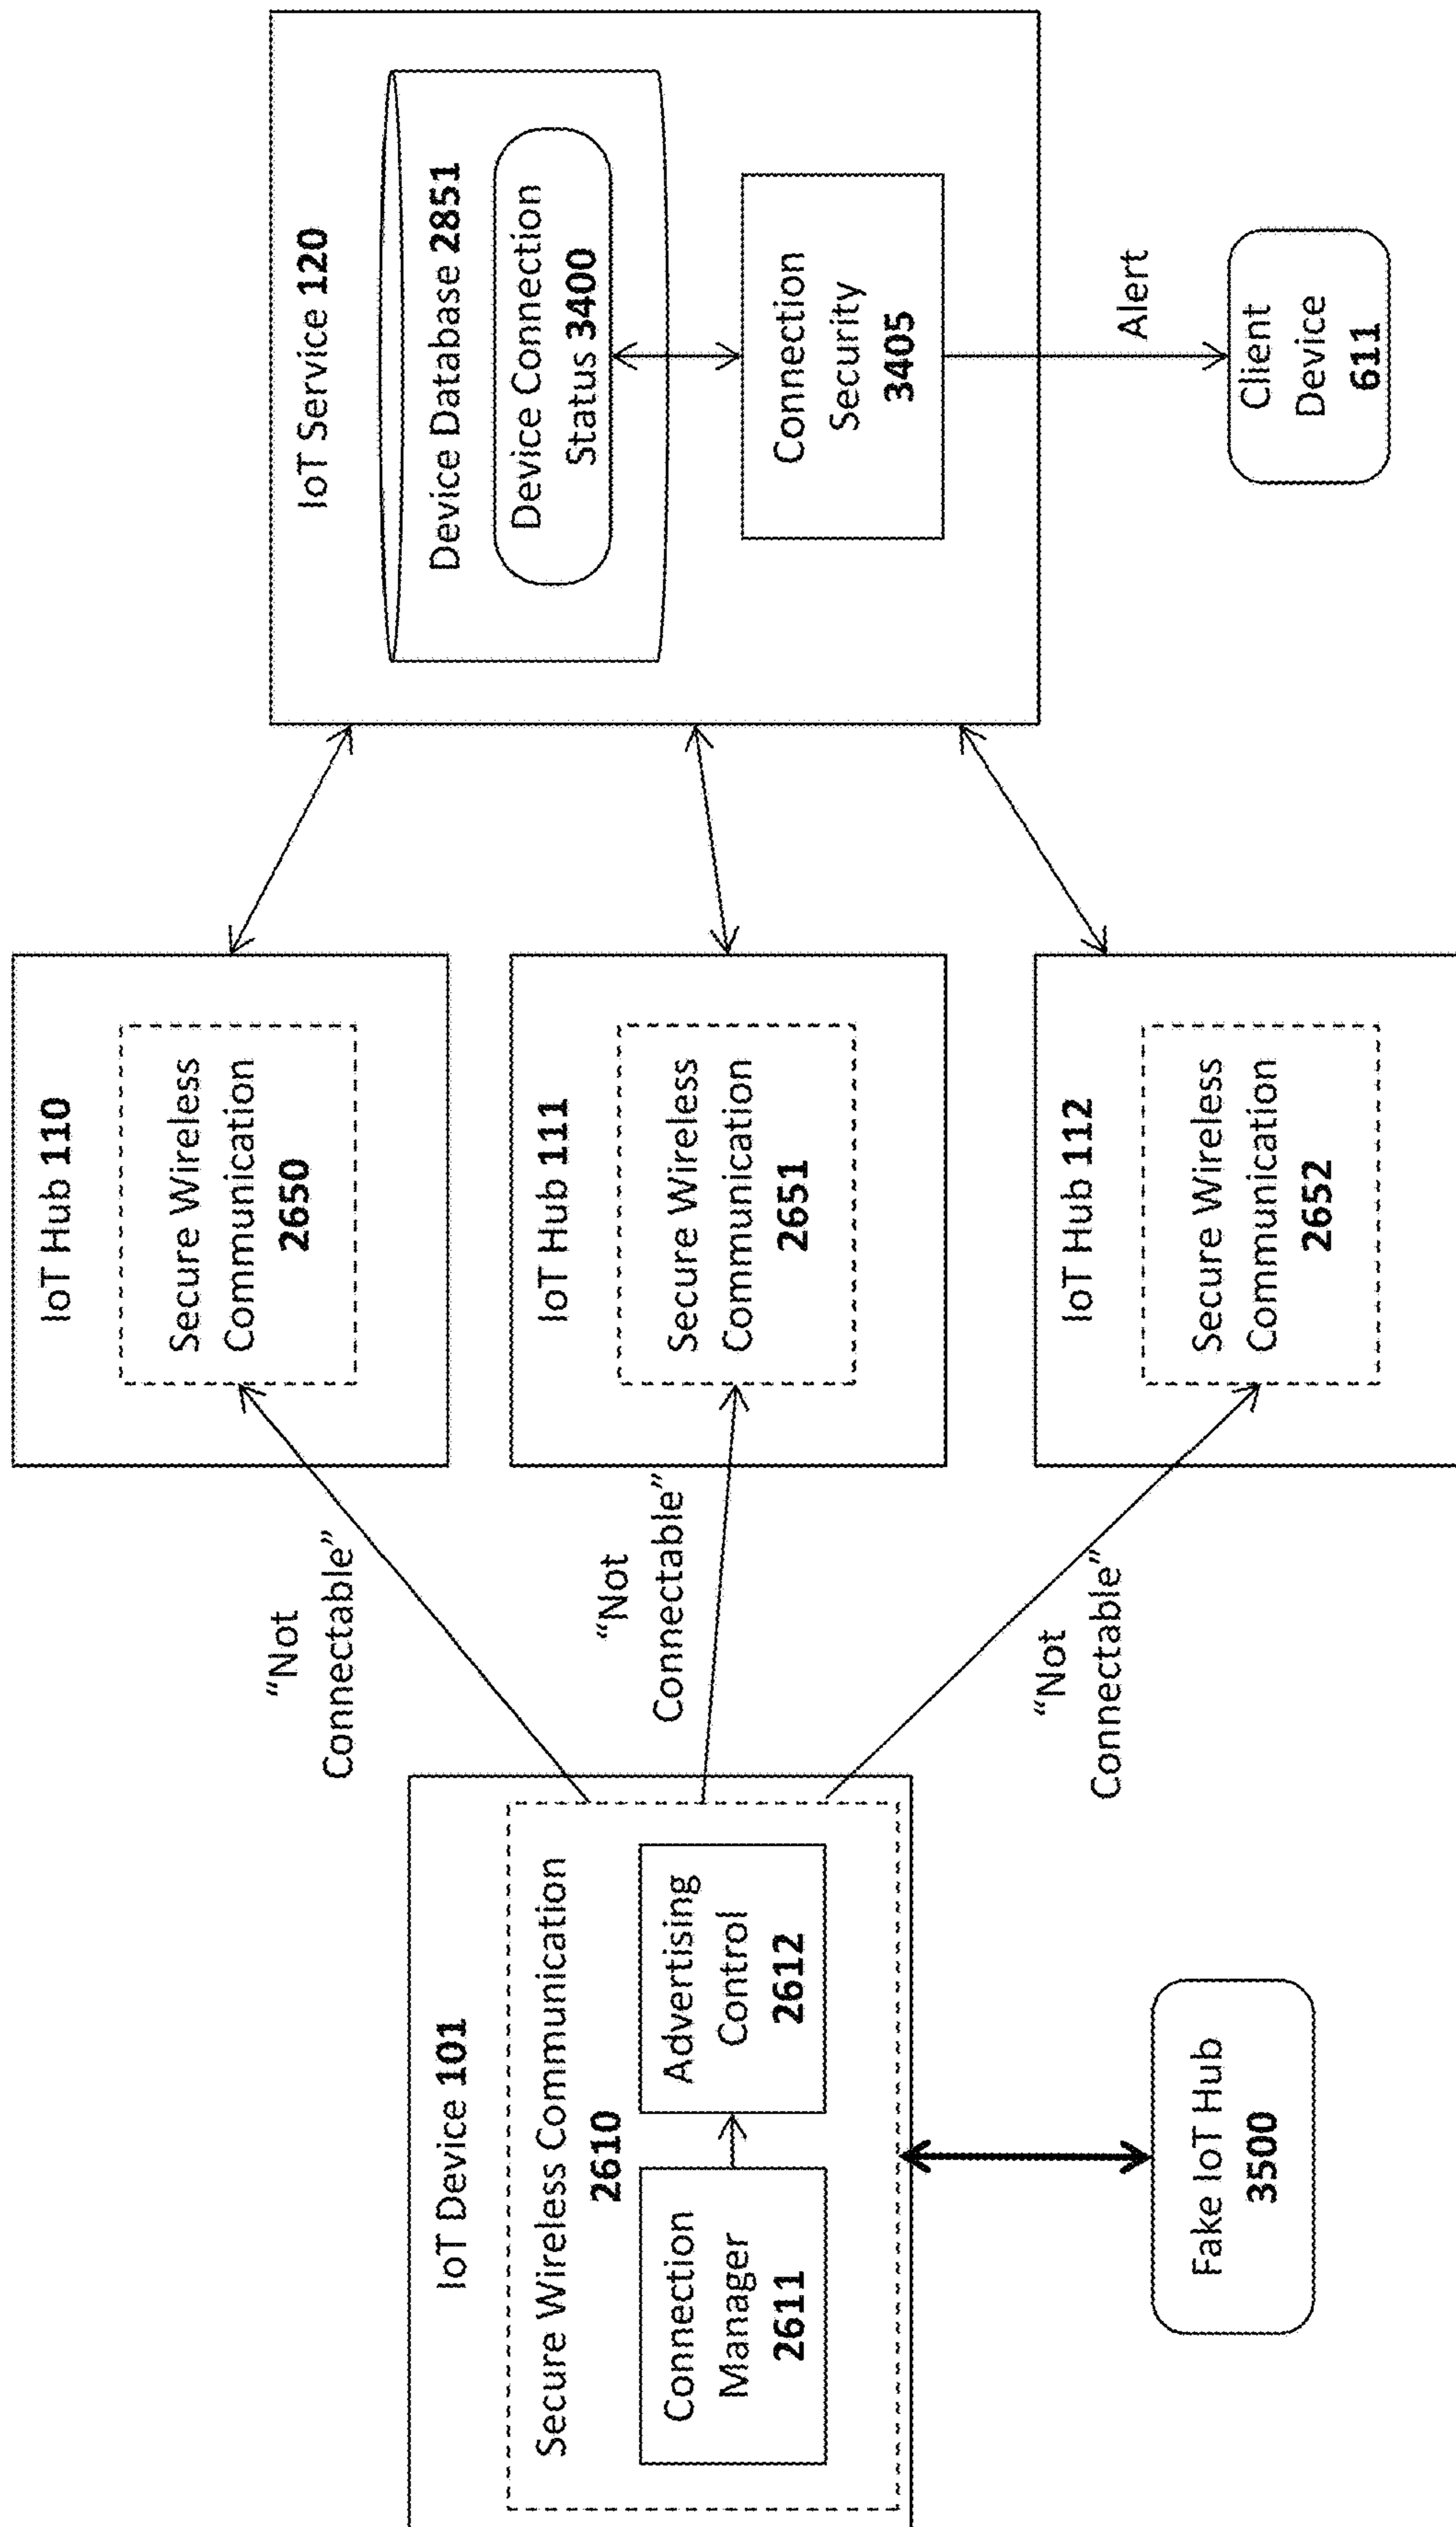 IoT Device 101
Secure Wireless Communication
2610
Connection
Manager
2611
Advertising
Control
2612
Fake IoT Hub
3500
“Not
Connectable”
“Not
Connectable”
“Not
Connectable”
IoT Hub 110
Secure Wireless
Communication
2650
IoT Hub 111
Secure Wireless
Communication
2651
IoT Hub 112
Secure Wireless
Communication
2652
IoT Service 120
Device Database 2851
Device Connection
Status 3400
Connection
Security
3405
Alert
Client
Device
611